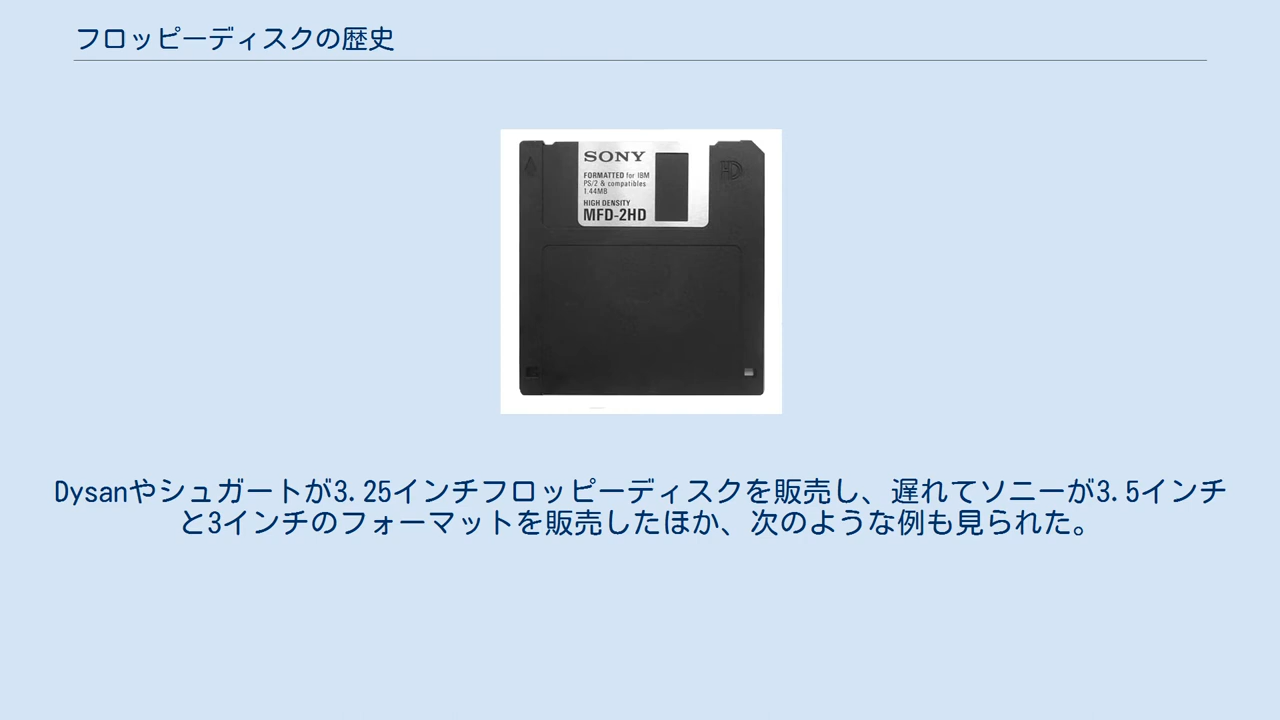 フロッピーディスクの歴史
SONY
FORMATTED for IBM
PS/2 & compatibles
1.44MB
HIGH DENSITY
MFD-2HD
HD
Dysanやシュガートが3.25インチフロッピーディスクを販売し、遅れてソニーが3.5インチ
と3インチのフォーマットを販売したほか、次のような例も見られた。